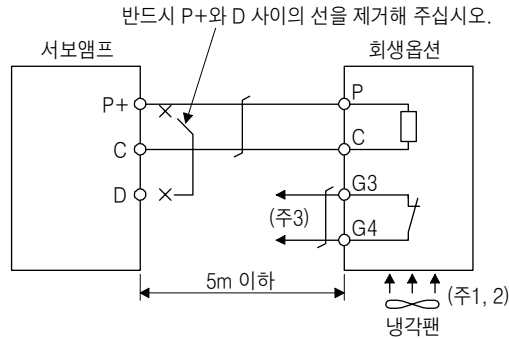 반드시 P+와 D 사이의 선을 제거해 주십시오.
서보앰프
회생옵션
P+
P
C
C
D
G3
(주3)
G4
5m 이하
(주1, 2)
냉각팬